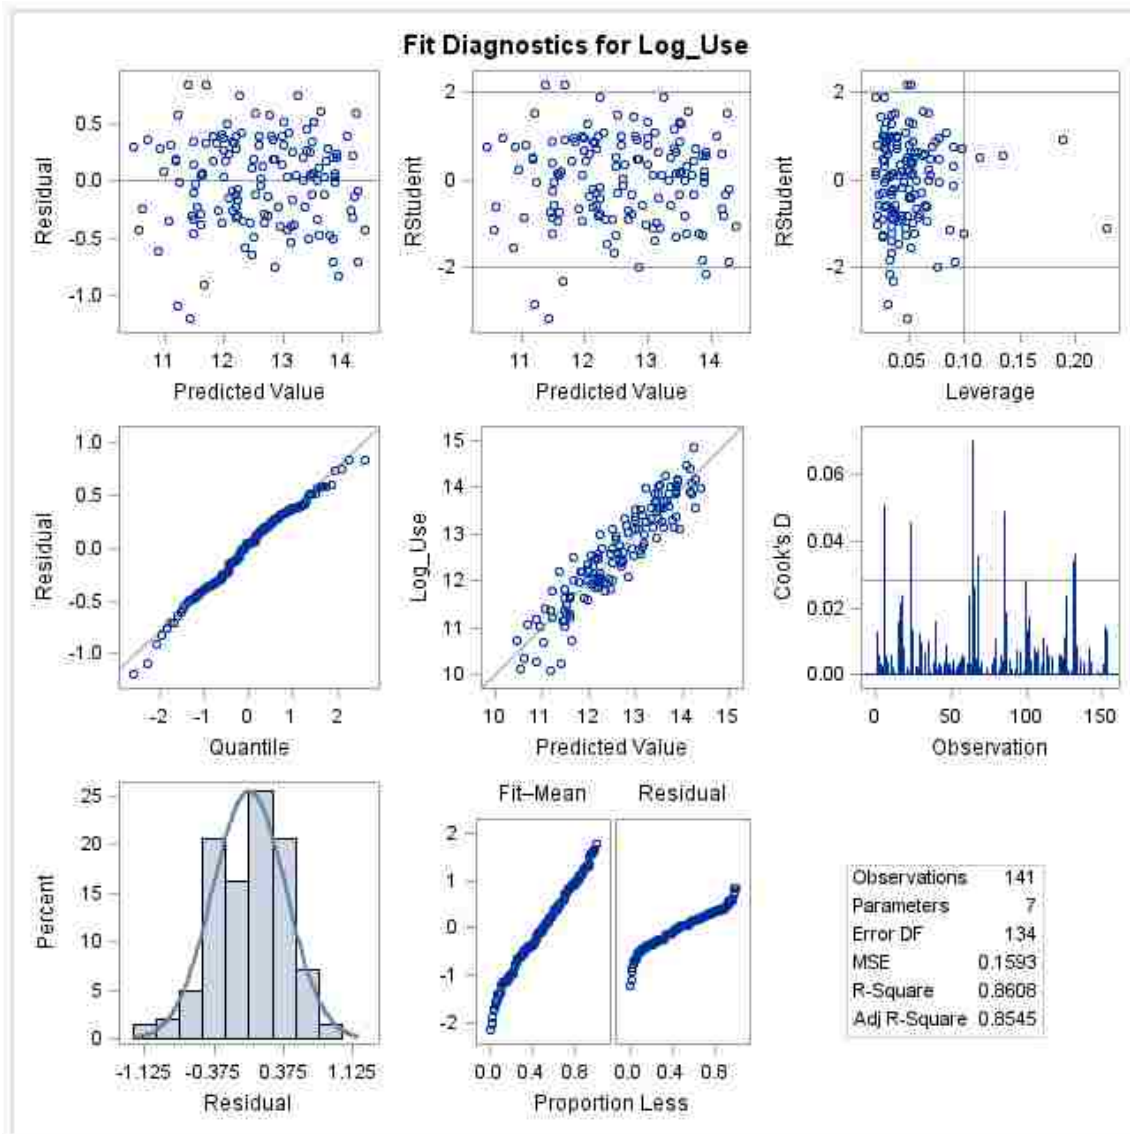 Fit Diagnostics for Log_Use
Residual
0.5
0.0
-0.5
-1.0
11 12 13 14
Predicted Value
RStudent
2
0
-2
11 12 13 14
Predicted Value
RStudent
2
0
-2
0.05 0.10 0.15 0.20
Leverage
Residual
1.0
0.5
0.0
-0.5
-1.0
-2 -1 0 1 2
Quantile
Log_Use
15
14
13
12
11
10
10 11 12 13 14 15
Predicted Value
Cook's D
0.06
0.04
0.02
0.00
0 50 100 150
Observation
Percent
25
20
15
10
5
0
-1.125 -0.375 0.375 1.125
Residual
Fit–Mean Residual
2
1
0
-1
-2
0.0 0.4 0.8 0.0 0.4 0.8
Proportion Less
Observations 141
Parameters 7
Error DF 134
MSE 0.1593
R-Square 0.8608
Adj R-Square 0.8545